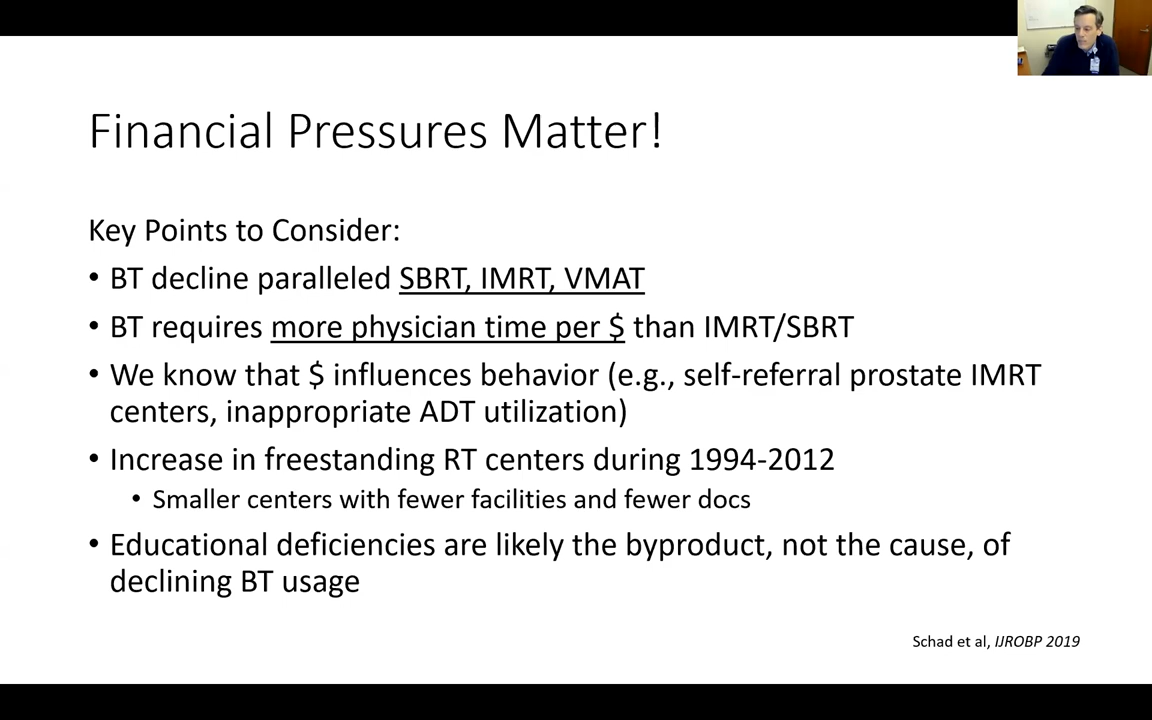 Financial Pressures Matter!
Key Points to Consider:
• BT decline paralleled SBRT, IMRT, VMAT
• BT requires more physician time per $ than IMRT/SBRT
• We know that $ influences behavior (e.g., self-referral prostate IMRT
centers, inappropriate ADT utilization)
• Increase in freestanding RT centers during 1994-2012
• Smaller centers with fewer facilities and fewer docs
• Educational deficiencies are likely the byproduct, not the cause, of
declining BT usage
Schad et al, IJROBP 2019